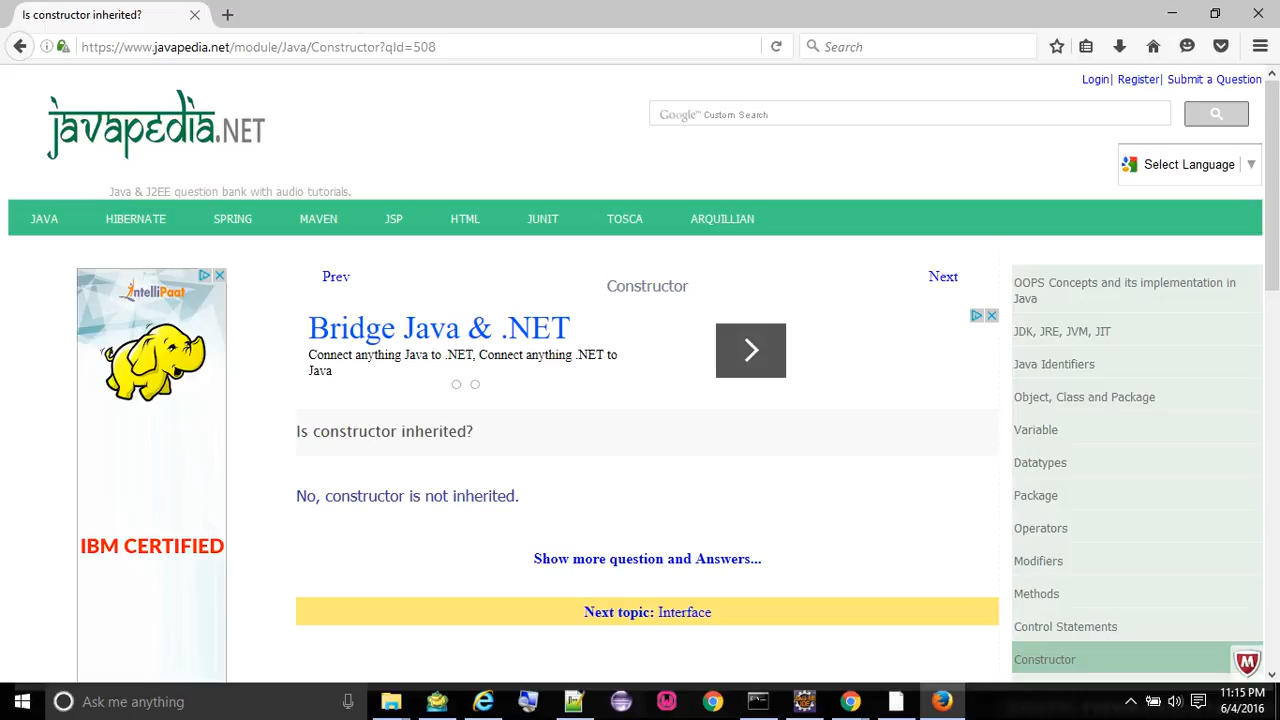 Is constructor inherited?
https://www.javapedia.net/module/Java/Constructor?qId=508
Search
Login| Register| Submit a Question
javapedia.NET
Google™ Custom Search
Select Language
Java & J2EE question bank with audio tutorials.
JAVA HIBERNATE SPRING MAVEN JSP HTML JUNIT TOSCA ARQUILLIAN
IntelliPaat
IBM CERTIFIED
Prev
Constructor
Next
Bridge Java & .NET
Connect anything Java to .NET, Connect anything .NET to
Java
Is constructor inherited?
No, constructor is not inherited.
Show more question and Answers...
Next topic: Interface
OOPS Concepts and its implementation in
Java
JDK, JRE, JVM, JIT
Java Identifiers
Object, Class and Package
Variable
Datatypes
Package
Operators
Modifiers
Methods
Control Statements
Constructor
Ask me anything
11:15 PM
6/4/2016